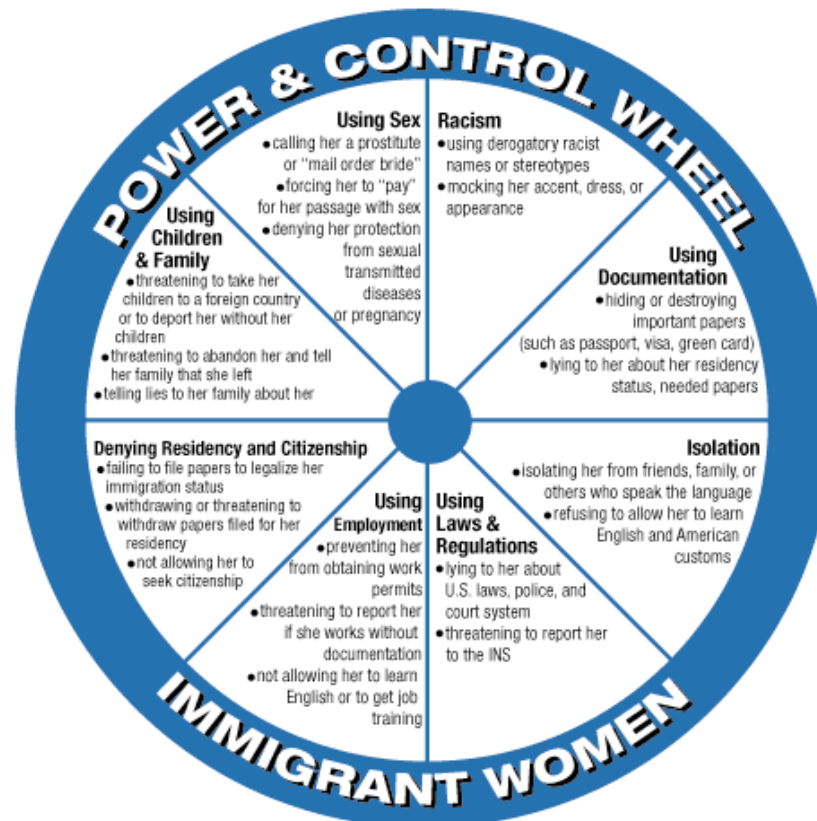 POWER & CONTROL WHEEL
Using Sex
•calling her a prostitute
or “mail order bride”
•forcing her to “pay”
for her passage with sex
•denying her protection
from sexual
transmitted
diseases
or pregnancy
Racism
•using derogatory racist
names or stereotypes
•mocking her accent, dress, or
appearance
Using
Documentation
•hiding or destroying
important papers
(such as passport, visa, green card)
•lying to her about her residency
status, needed papers
Isolation
•isolating her from friends, family, or
others who speak the language
•refusing to allow her to learn
English and American
customs
Using
Laws &
Regulations
•lying to her about
U.S. laws, police, and
court system
•threatening to report her
to the INS
Using
Employment
•preventing her
from obtaining work
permits
•threatening to report her
if she works without
documentation
•not allowing her to learn
English or to get job
training
Denying Residency and Citizenship
•failing to file papers to legalize her
immigration status
•withdrawing or threatening to
withdraw papers filed for her
residency
•not allowing her to
seek citizenship
Using
Children
& Family
•threatening to take her
children to a foreign country
or to deport her without her
children
•threatening to abandon her and tell
her family that she left
•telling lies to her family about her
IMMIGRANT WOMEN